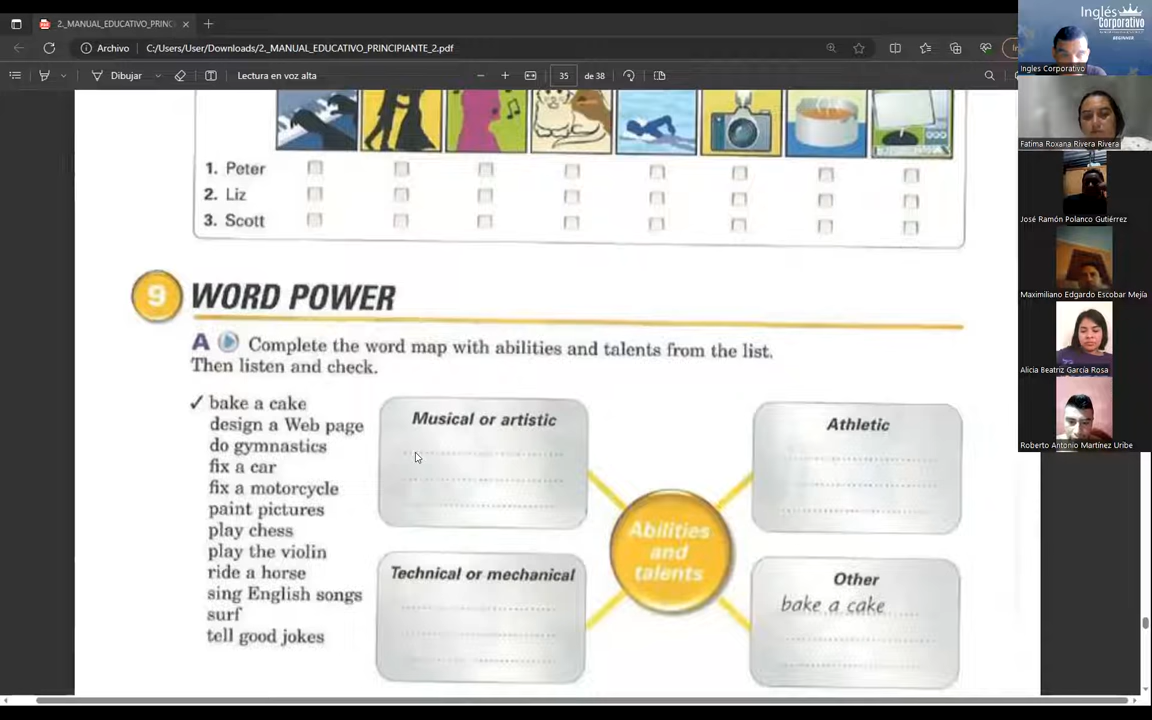 2._MANUAL_EDUCATIVO_PRINC
Archivo
C:/Users/User/Downloads/2._MANUAL_EDUCATIVO_PRINCIPIANTE_2.pdf
Dibujar
Lectura en voz alta
35
de 38
1. Peter
2. Liz
3. Scott
9
WORD POWER
A
Complete the word map with abilities and talents from the list.
Then listen and check.
✓ bake a cake
design a Web page
do gymnastics
fix a car
fix a motorcycle
paint pictures
play chess
play the violin
ride a horse
sing English songs
surf
tell good jokes
Musical or artistic
Athletic
Abilities
and
talents
Technical or mechanical
Other
bake a cake
Inglés
Corporativo
BEGINNER
Ingles Corporativo
Fatima Roxana Rivera Rivera
José Ramón Polanco Gutiérrez
Maximiliano Edgardo Escobar Mejía
Alicia Beatriz García Rosa
Roberto Antonio Martínez Uribe